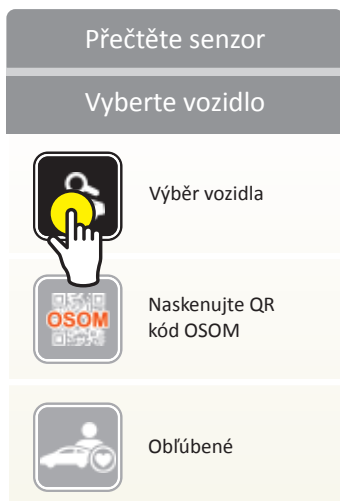 Přečtěte senzor
Vyberte vozidlo
Výběr vozidla
Naskenujte QR
kód OSOM
OSOM
Obľúbené